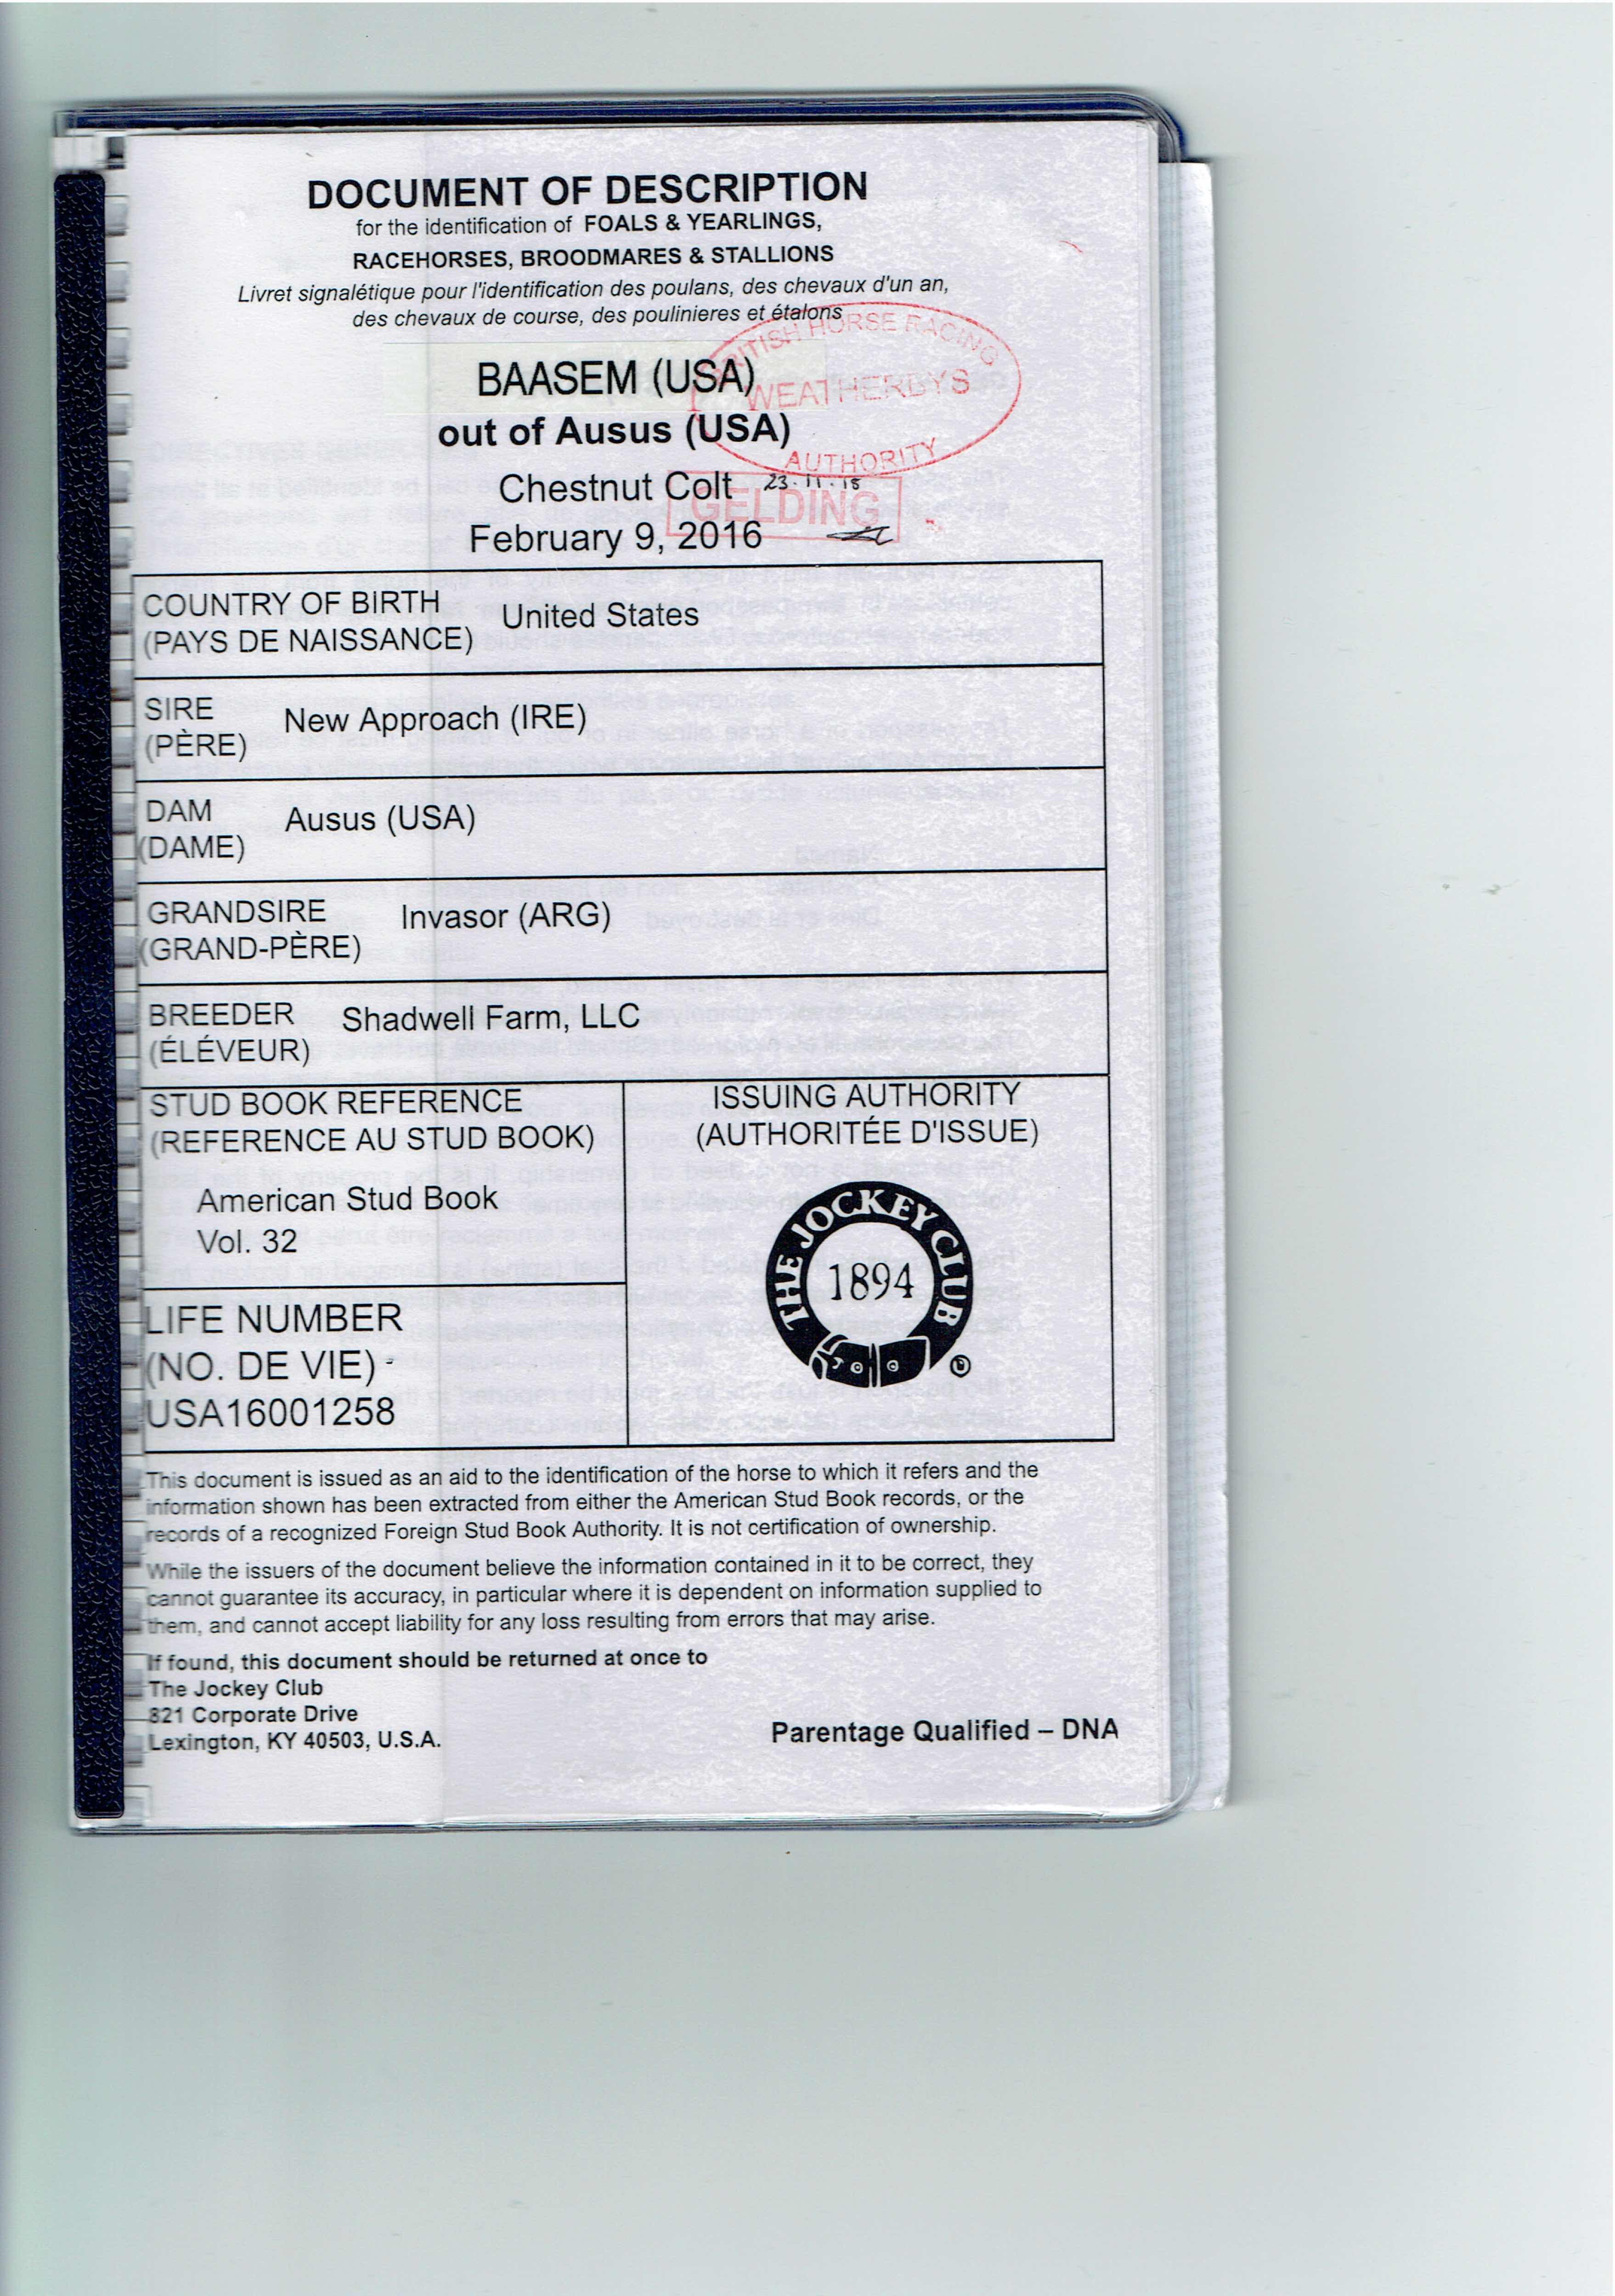 DOCUMENT OF DESCRIPTION
for the identification of FOALS & YEARLINGS,
RACEHORSES, BROODMARES & STALLIONS
Livret signalétique pour l'identification des poulans, des chevaux d'un an,
des chevaux de course, des poulinieres et étalons
BRITISH HORSE RACING
WEATHERBYS
AUTHORITY
BAASEM (USA)
out of Ausus (USA)
Chestnut Colt
23.11.18
GELDING
February 9, 2016
COUNTRY OF BIRTH
(PAYS DE NAISSANCE)
United States
SIRE
(PÈRE)
New Approach (IRE)
DAM
(DAME)
Ausus (USA)
GRANDSIRE
(GRAND-PÈRE)
Invasor (ARG)
BREEDER
(ÉLÉVEUR)
Shadwell Farm, LLC
STUD BOOK REFERENCE
(REFERENCE AU STUD BOOK)
American Stud Book
Vol. 32
ISSUING AUTHORITY
(AUTHORITÉE D'ISSUE)
THE JOCKEY CLUB
1894
®
LIFE NUMBER
(NO. DE VIE) -
USA16001258
This document is issued as an aid to the identification of the horse to which it refers and the
information shown has been extracted from either the American Stud Book records, or the
records of a recognized Foreign Stud Book Authority. It is not certification of ownership.
While the issuers of the document believe the information contained in it to be correct, they
cannot guarantee its accuracy, in particular where it is dependent on information supplied to
them, and cannot accept liability for any loss resulting from errors that may arise.
If found, this document should be returned at once to
The Jockey Club
821 Corporate Drive
Lexington, KY 40503, U.S.A.
Parentage Qualified – DNA